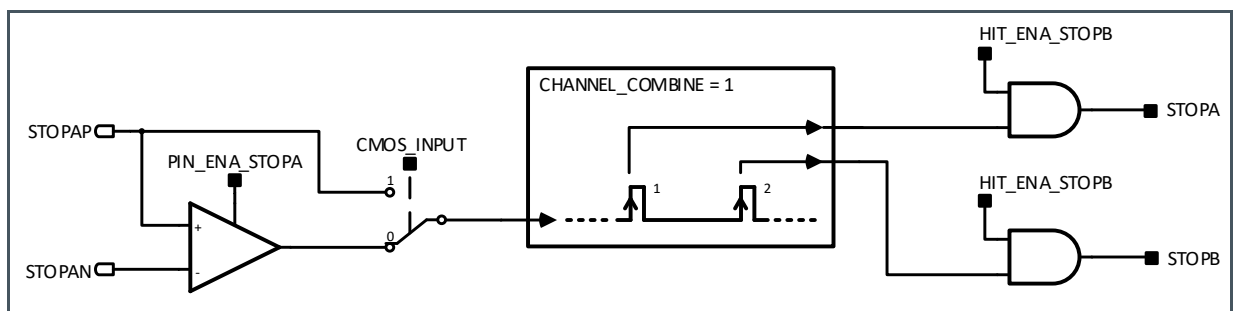 HIT_ENA_STOPB
CHANNEL_COMBINE = 1
STOPA
STOPAP
CMOS_INPUT
PIN_ENA_STOPA
1
1
2
HIT_ENA_STOPB
+
0
-
STOPAN
STOPB